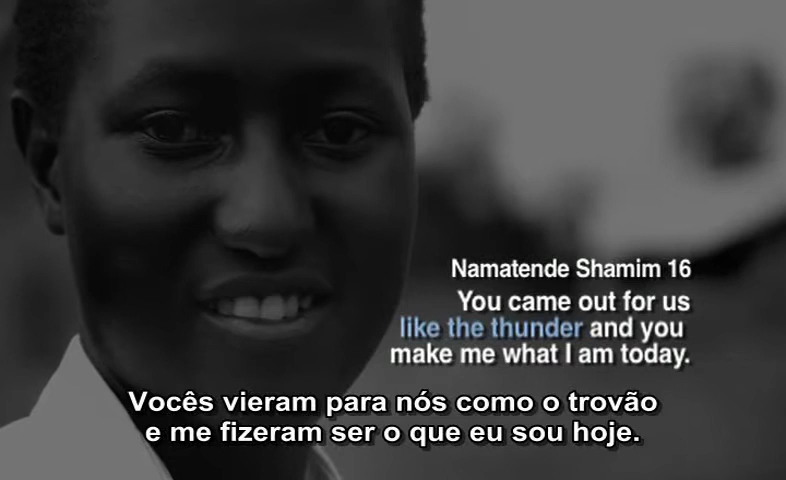 Namatende Shamim 16
You came out for us
like the thunder and you
make me what I am today.
Vocês vieram para nós como o trovão
e me fizeram ser o que eu sou hoje.